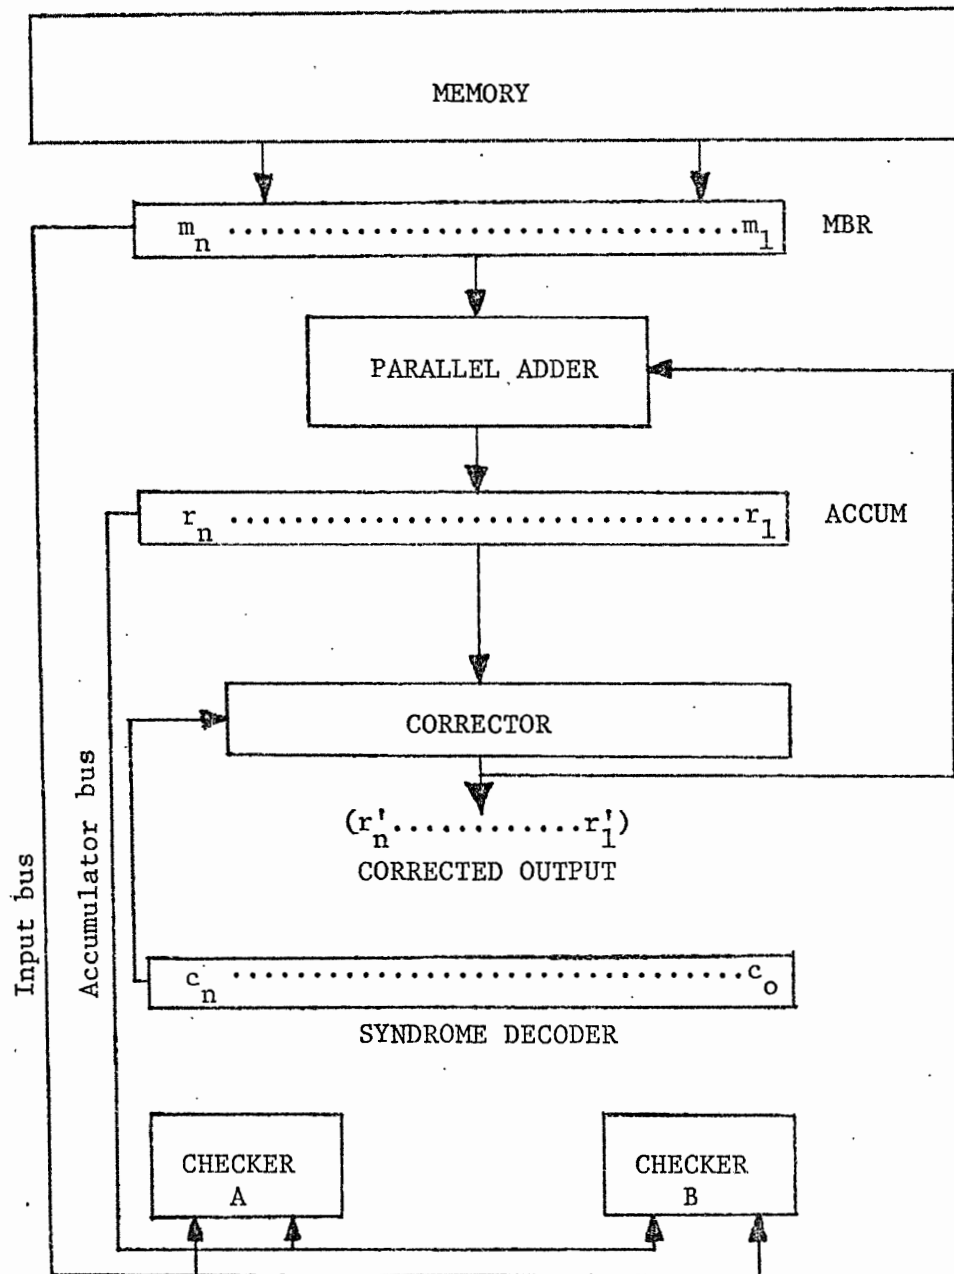 MEMORY
m_n ................................ m_1 MBR
PARALLEL ADDER
r_n ................................ r_1 ACCUM
CORRECTOR
(r'_n ............ r'_1)
CORRECTED OUTPUT
Input bus
Accumulator bus
c_n ................................ c_o
SYNDROME DECODER
CHECKER
A
CHECKER
B